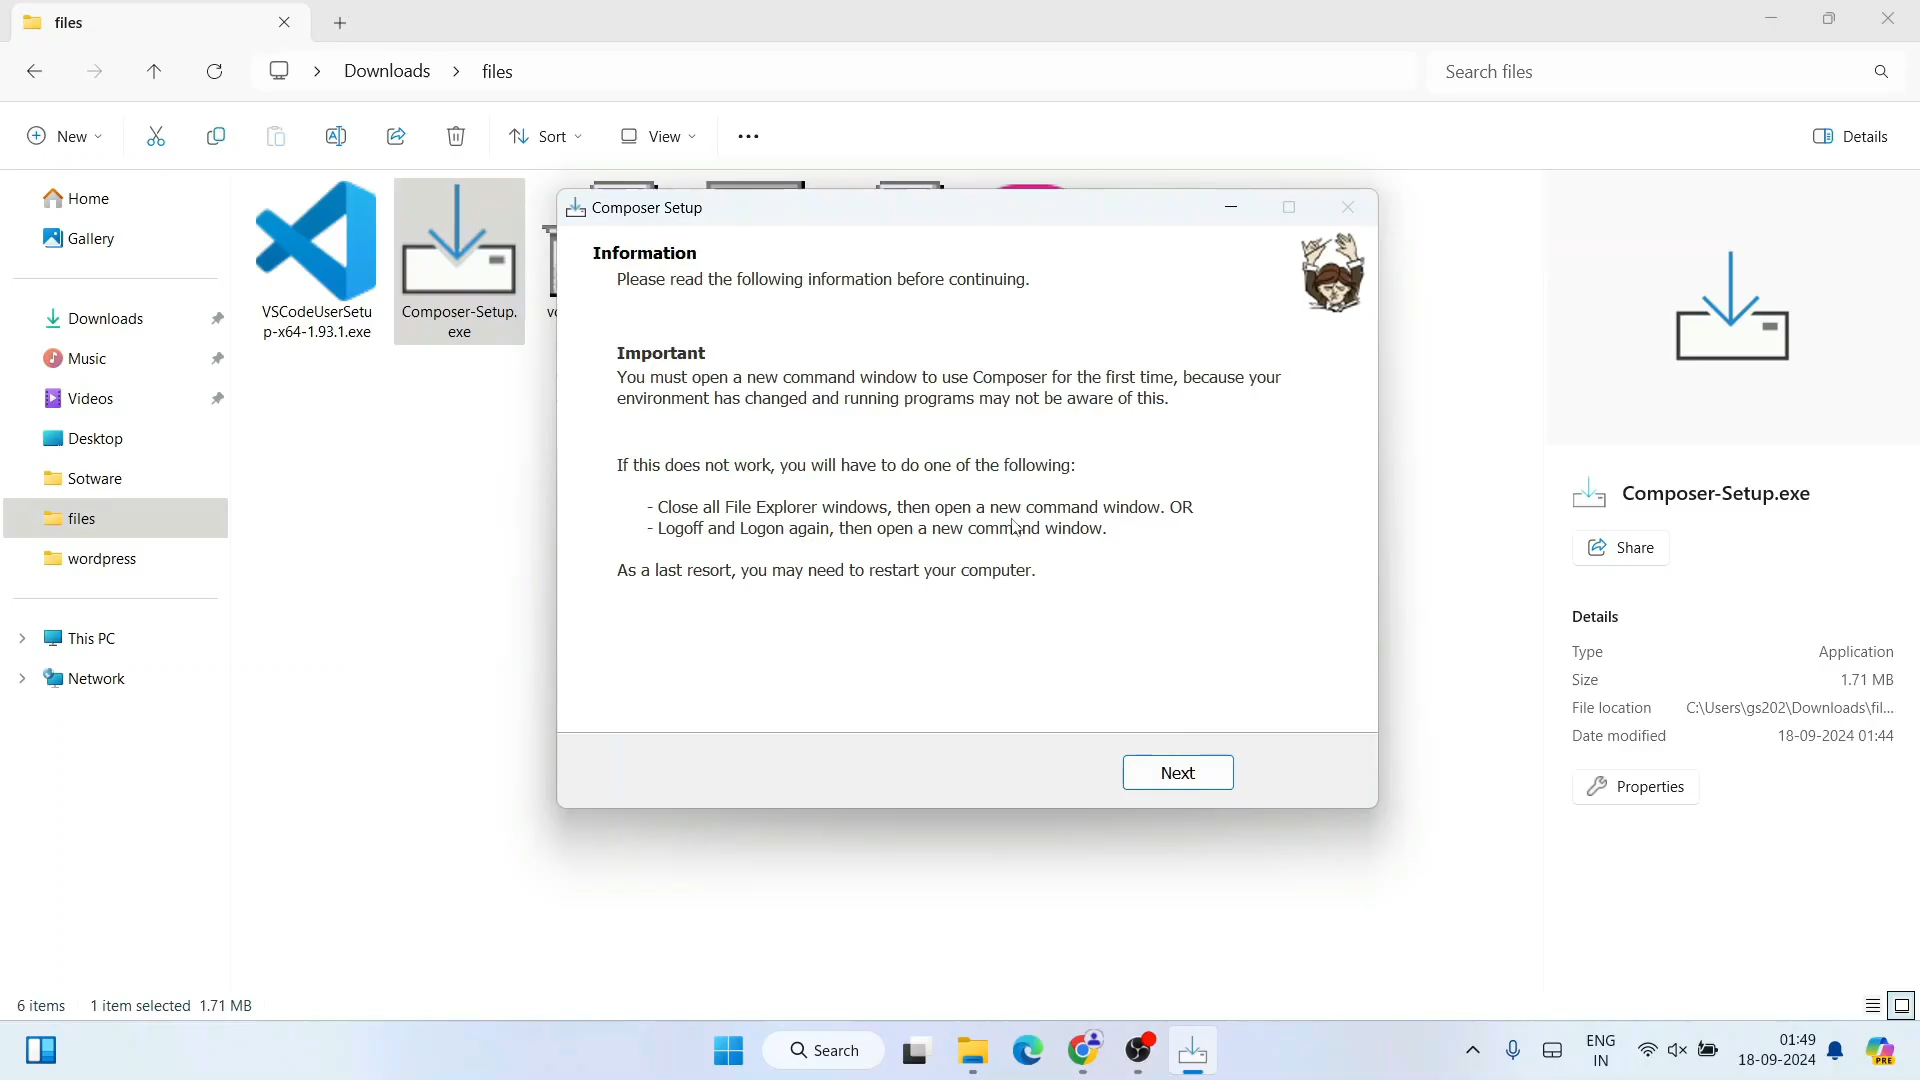 files
Downloads
files
Search files
New
Sort
View
Details
Home
Gallery
Downloads
Music
Videos
Desktop
Sotware
files
wordpress
This PC
Network
VSCodeUserSetu
p-x64-1.93.1.exe
Composer-Setup.
exe
Composer Setup
Information
Please read the following information before continuing.
Important
You must open a new command window to use Composer for the first time, because your
environment has changed and running programs may not be aware of this.
If this does not work, you will have to do one of the following:
- Close all File Explorer windows, then open a new command window. OR
- Logoff and Logon again, then open a new command window.
As a last resort, you may need to restart your computer.
Next
Composer-Setup.exe
Share
Details
Type Application
Size 1.71 MB
File location C:\Users\gs202\Downloads\fil...
Date modified 18-09-2024 01:44
Properties
6 items 1 item selected 1.71 MB
Search
ENG
IN
01:49
18-09-2024
PRE